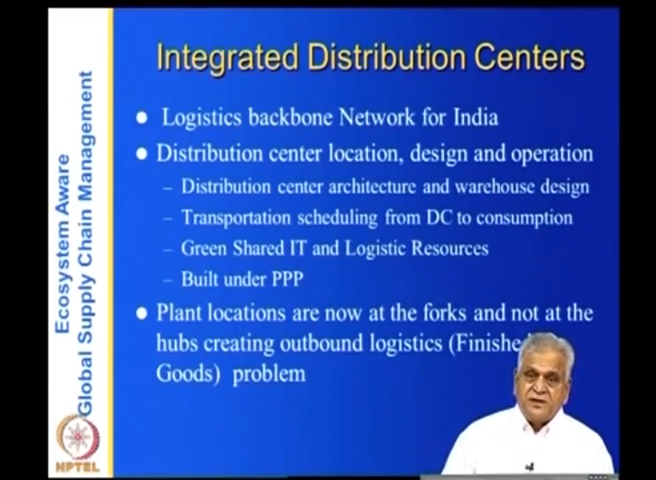 Integrated Distribution Centers
Logistics backbone Network for India
Distribution center location, design and operation
– Distribution center architecture and warehouse design
– Transportation scheduling from DC to consumption
– Green Shared IT and Logistic Resources
– Built under PPP
Plant locations are now at the forks and not at the
hubs creating outbound logistics (Finishe
Goods) problem
Ecosystem Aware
Global Supply Chain Management
NPTEL